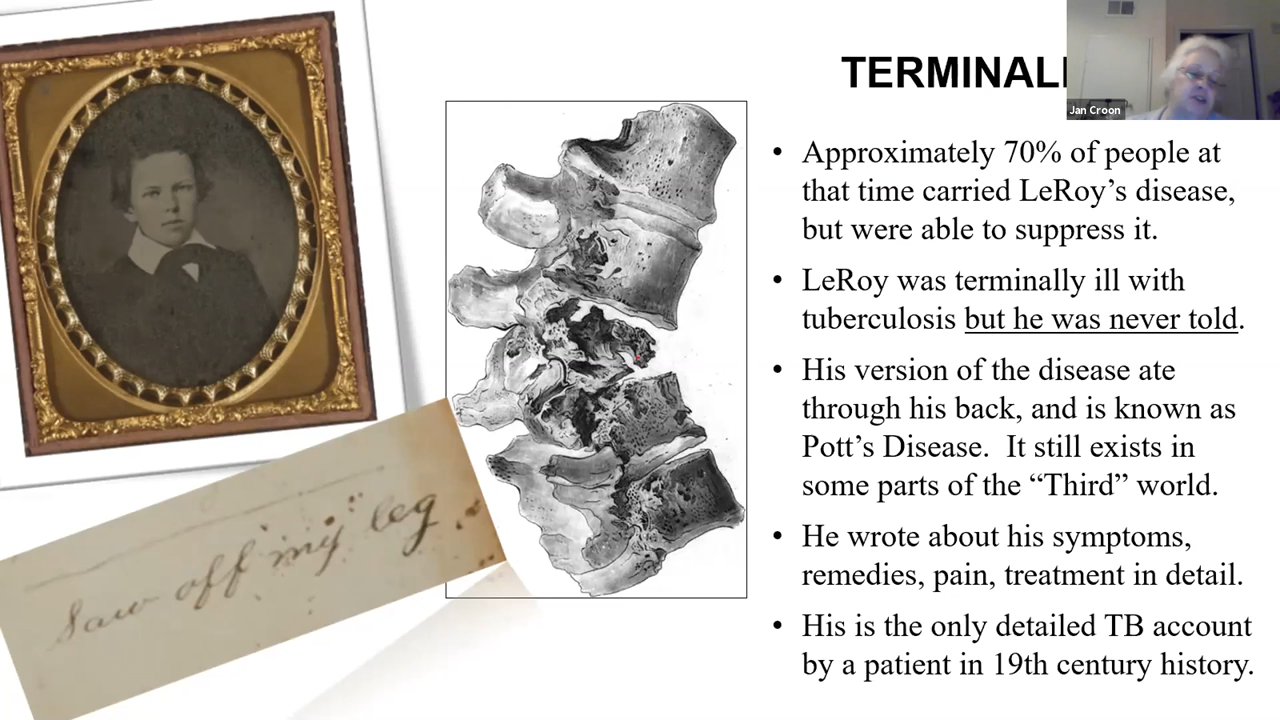 TERMINALL
Jan Croon
• Approximately 70% of people at
that time carried LeRoy’s disease,
but were able to suppress it.
• LeRoy was terminally ill with
tuberculosis but he was never told.
• His version of the disease ate
through his back, and is known as
Pott’s Disease.  It still exists in
some parts of the “Third” world.
• He wrote about his symptoms,
remedies, pain, treatment in detail.
• His is the only detailed TB account
by a patient in 19th century history.
Saw off my leg